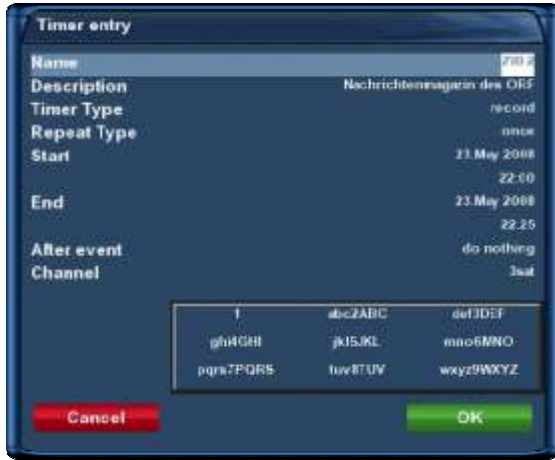 Timer entry
Name ZIB 2
Description Nachrichtenmagazin des ORF
Timer Type record
Repeat Type once
Start 23.May 2008
22:00
End 23.May 2008
22:25
After event do nothing
Channel 3sat
1 abc2ABC def3DEF
ghi4GHI jkl5JKL mno6MNO
pqrs7PQRS tuv8TUV wxyz9WXYZ
Cancel OK